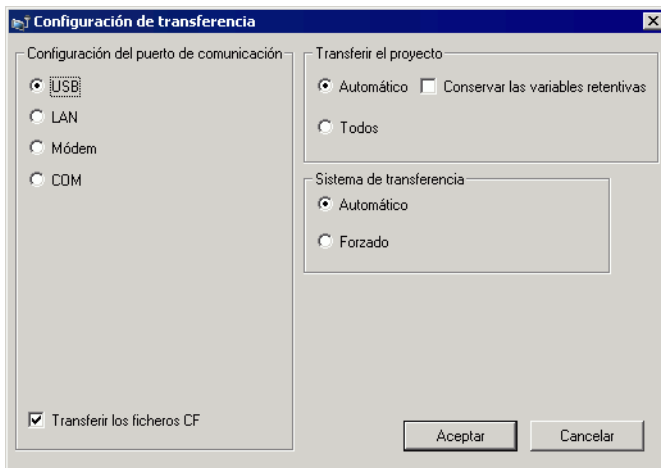 Configuración de transferencia
Configuración del puerto de comunicación
USB
LAN
Módem
COM
Transferir los ficheros CF
Transferir el proyecto
Automático Conservar las variables retentivas
Todos
Sistema de transferencia
Automático
Forzado
Aceptar Cancelar